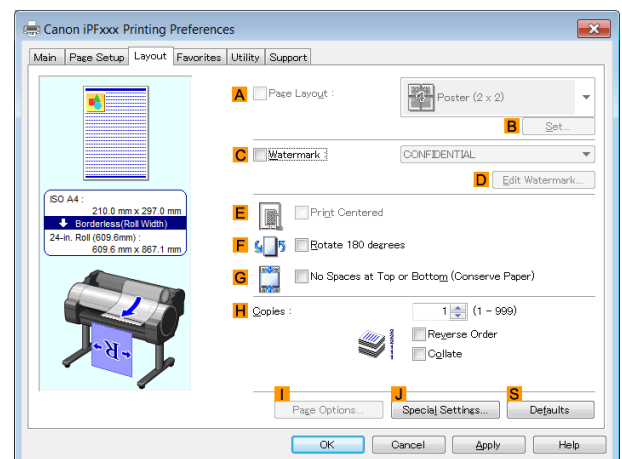 Canon iPFxxx Printing Preferences
Main Page Setup Layout Favorites Utility Support
A Page Layout : Poster (2 x 2)
B Set...
C Watermark : CONFIDENTIAL
D Edit Watermark...
ISO A4 :
210.0 mm x 297.0 mm
Borderless(Roll Width)
24-in. Roll (609.6mm) :
609.6 mm x 867.1 mm
E Print Centered
F Rotate 180 degrees
G No Spaces at Top or Bottom (Conserve Paper)
H Copies : 1 (1 - 999)
Reverse Order
Collate
R
I J S
Page Options... Special Settings... Defaults
OK Cancel Apply Help